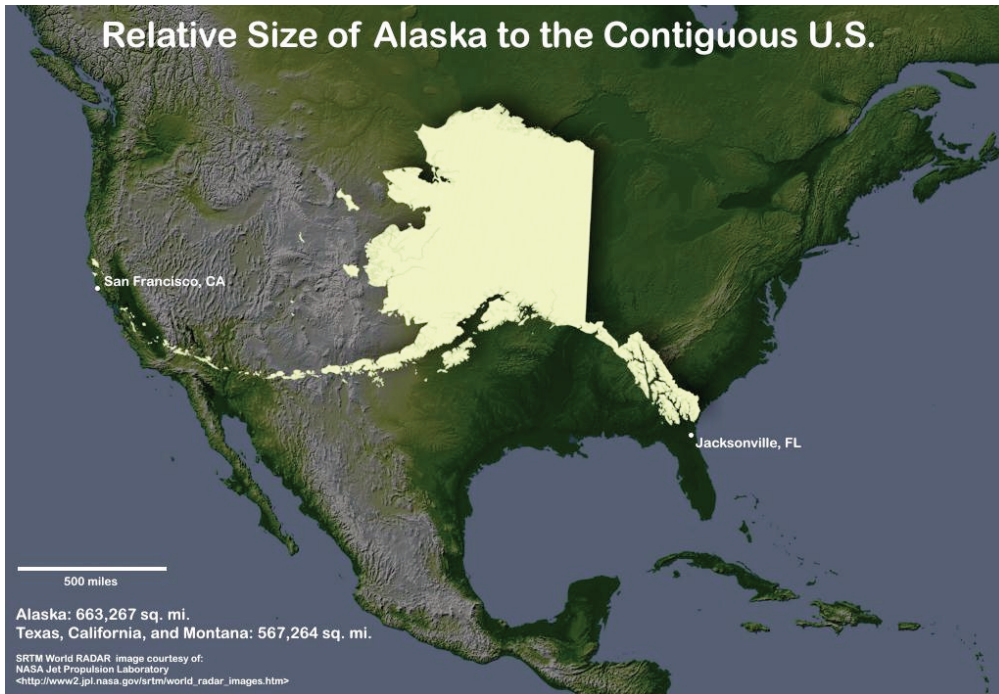 Relative Size of Alaska to the Contiguous U.S.
San Francisco, CA
Jacksonville, FL
500 miles
Alaska: 663,267 sq. mi.
Texas, California, and Montana: 567,264 sq. mi.
SRTM World RADAR image courtesy of:
NASA Jet Propulsion Laboratory
<http://www2.jpl.nasa.gov/srtm/world_radar_images.htm>